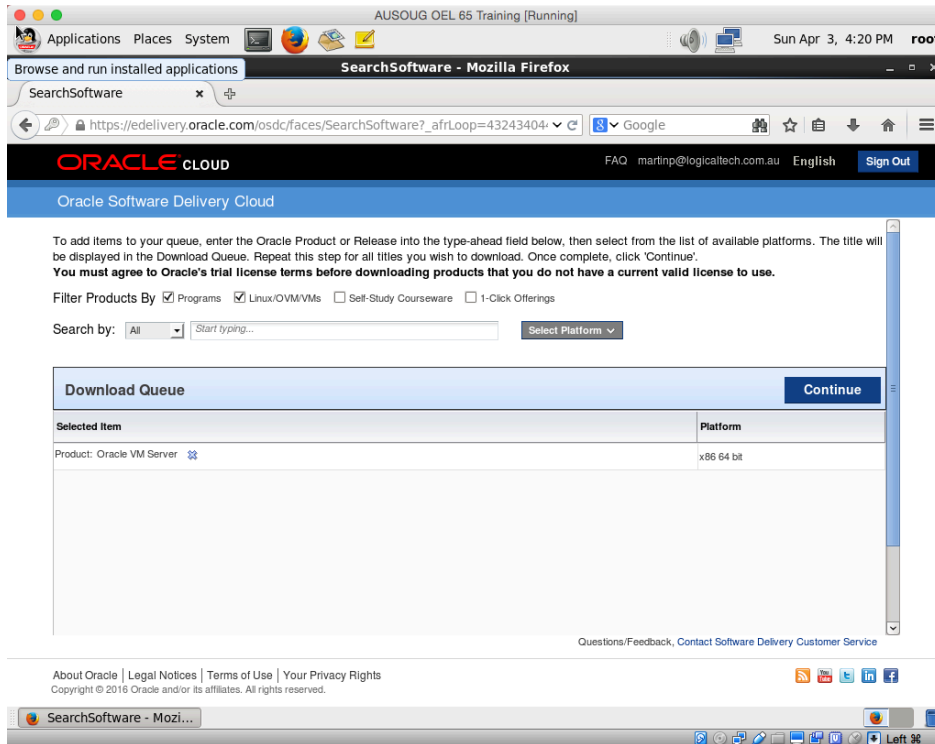 AUSOUG OEL 65 Training [Running]
Applications Places System Sun Apr 3, 4:20 PM roo
Browse and run installed applications
SearchSoftware - Mozilla Firefox
SearchSoftware
https://edelivery.oracle.com/osdc/faces/SearchSoftware?_afrLoop=43243404 Google
ORACLE CLOUD FAQ martinp@logicaltech.com.au English Sign Out
Oracle Software Delivery Cloud
To add items to your queue, enter the Oracle Product or Release into the type-ahead field below, then select from the list of available platforms. The title will
be displayed in the Download Queue. Repeat this step for all titles you wish to download. Once complete, click 'Continue'.
You must agree to Oracle's trial license terms before downloading products that you do not have a current valid license to use.
Filter Products By Programs Linux/OVM/VMs Self-Study Courseware 1-Click Offerings
Search by: All Start typing... Select Platform
Download Queue Continue
Selected Item Platform
Product: Oracle VM Server x86 64 bit
Questions/Feedback, Contact Software Delivery Customer Service
About Oracle | Legal Notices | Terms of Use | Your Privacy Rights
Copyright © 2016 Oracle and/or its affiliates. All rights reserved.
SearchSoftware - Mozi...
Left ⌘